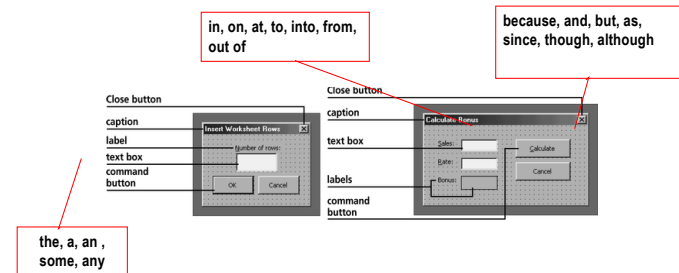 in, on, at, to, into, from,
out of
because, and, but, as,
since, though, although
Close button
caption
label
text box
command
button
Insert Worksheet Rows
Number of rows:
OK
Cancel
Close button
caption
text box
labels
command
button
Calculate Bonus
Sales:
Rate:
Bonus:
Calculate
Cancel
the, a, an ,
some, any